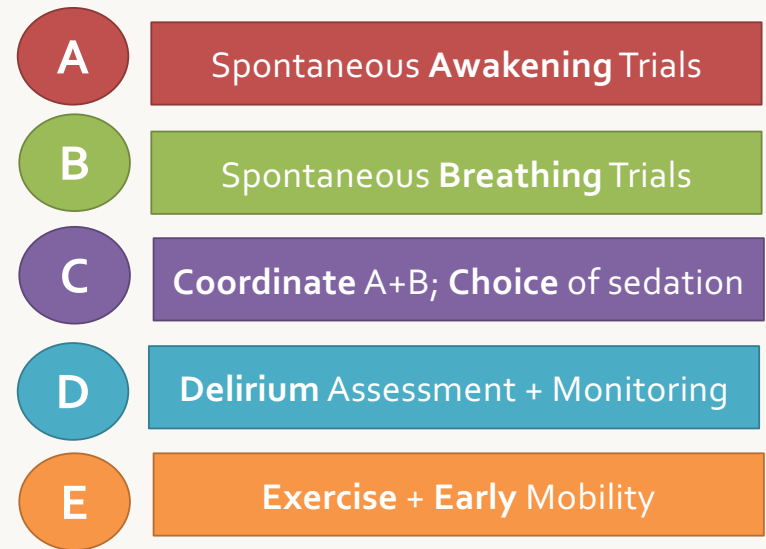 A
Spontaneous Awakening Trials
B
Spontaneous Breathing Trials
C
Coordinate A+B; Choice of sedation
D
Delirium Assessment + Monitoring
E
Exercise + Early Mobility